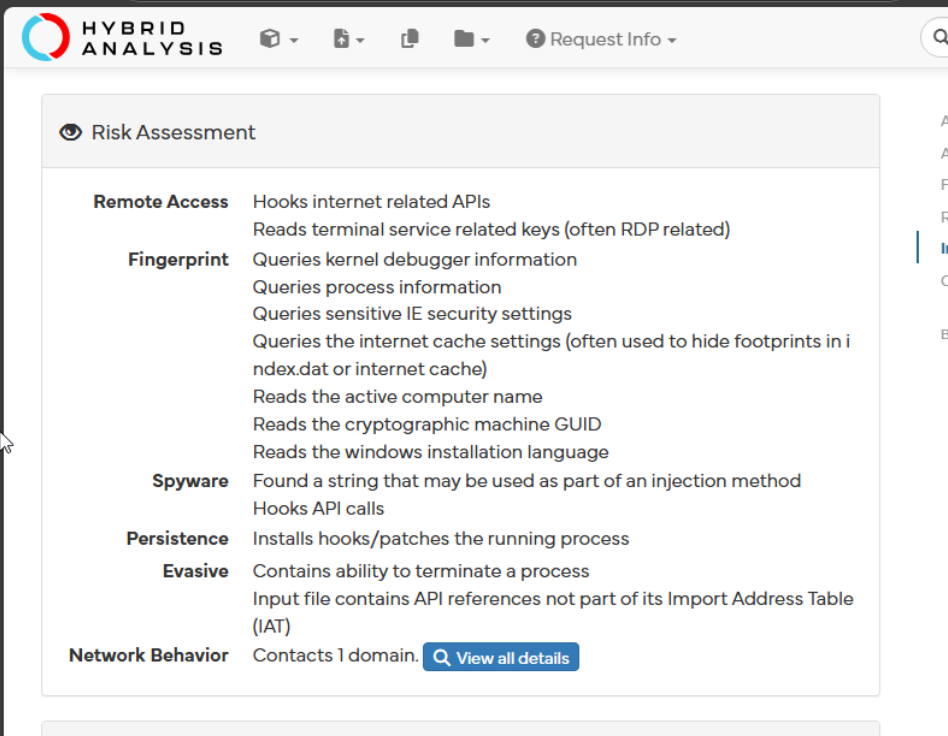 HYBRID
ANALYSIS
Request Info
Risk Assessment
Remote Access Hooks internet related APIs
Reads terminal service related keys (often RDP related)
Fingerprint Queries kernel debugger information
Queries process information
Queries sensitive IE security settings
Queries the internet cache settings (often used to hide footprints in i
ndex.dat or internet cache)
Reads the active computer name
Reads the cryptographic machine GUID
Reads the windows installation language
Spyware Found a string that may be used as part of an injection method
Hooks API calls
Persistence Installs hooks/patches the running process
Evasive Contains ability to terminate a process
Input file contains API references not part of its Import Address Table
(IAT)
Network Behavior Contacts 1 domain. View all details